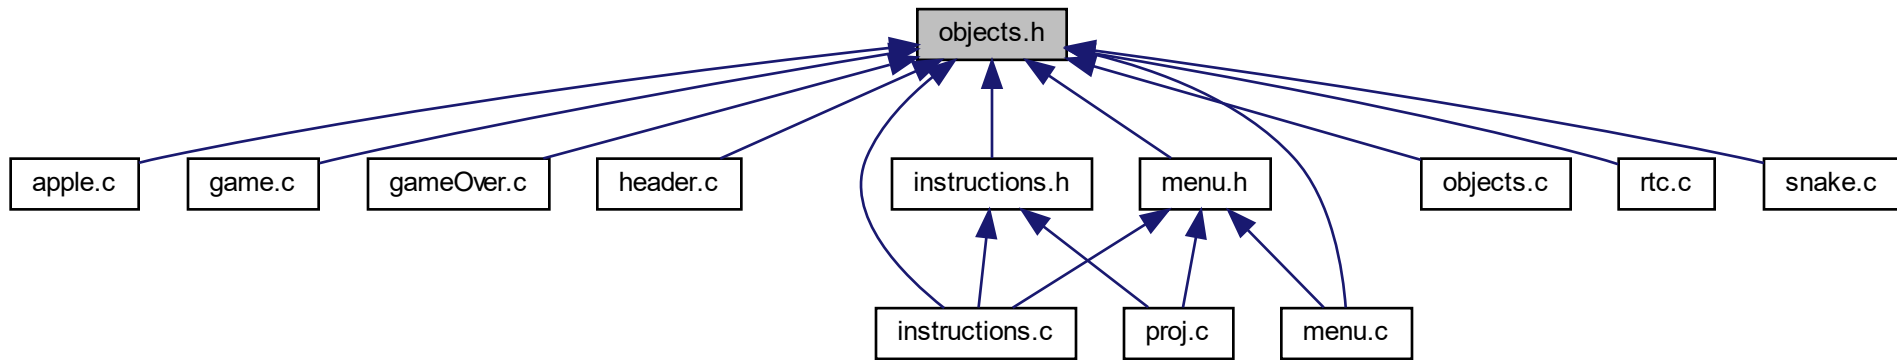 objects.h
apple.c
game.c
gameOver.c
header.c
instructions.h
menu.h
objects.c
rtc.c
snake.c
instructions.c
proj.c
menu.c